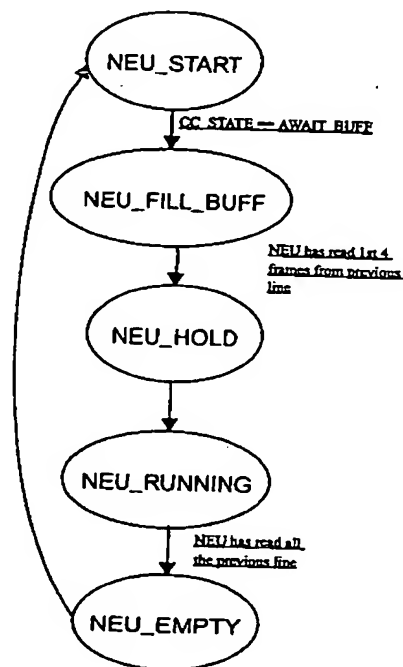 NEU_START
CC_STATE == AWAIT_BUFF
NEU_FILL_BUFF
NEU has read 1st 4
frames from previous
line
NEU_HOLD
NEU_RUNNING
NEU has read all
the previous line
NEU_EMPTY